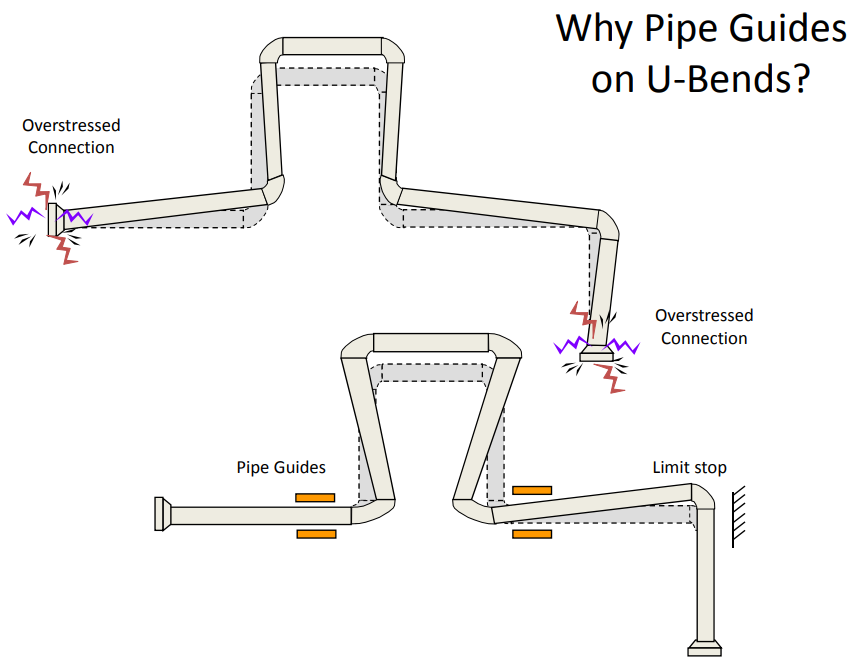 Why Pipe Guides
on U-Bends?
Overstressed
Connection
Overstressed
Connection
Pipe Guides
Limit stop